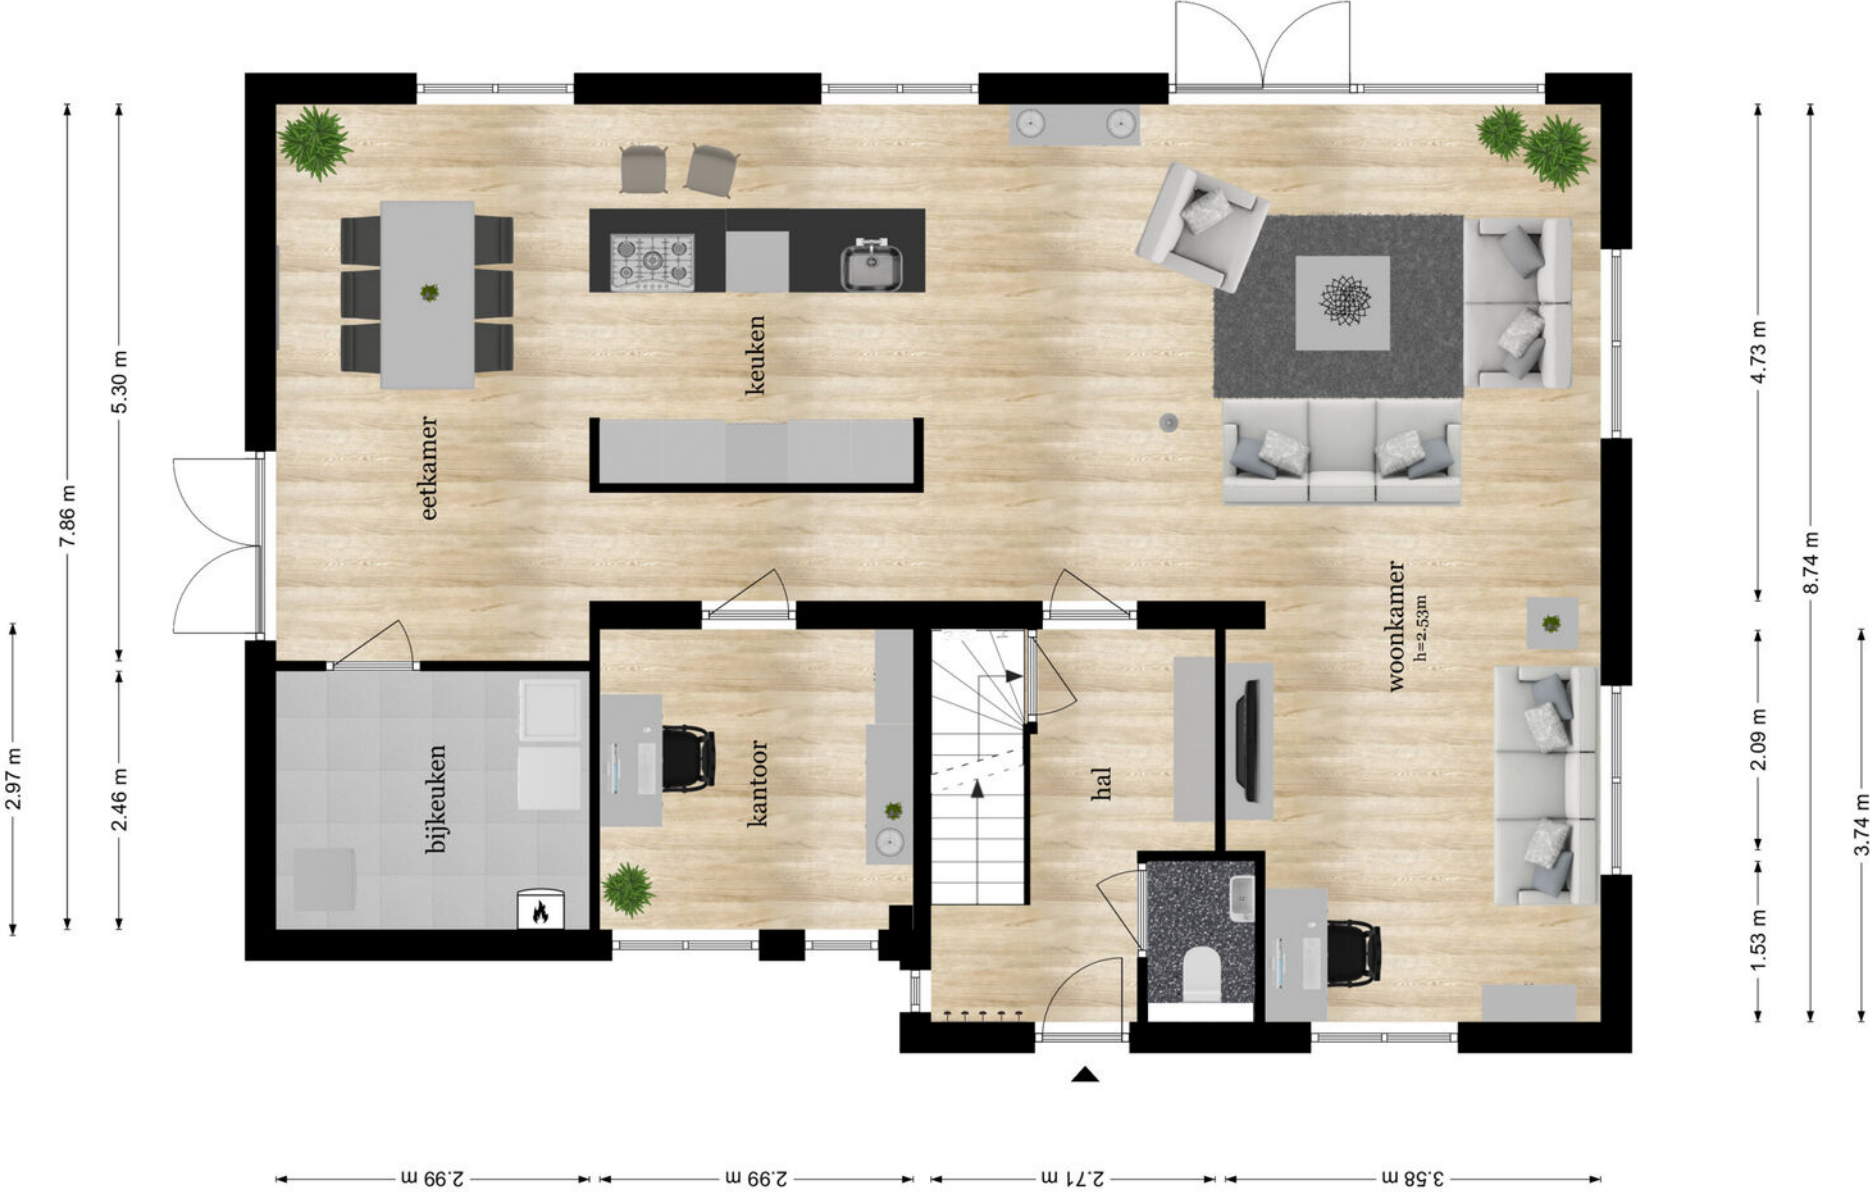 eetkamer
keuken
woonkamer
h=2.53m
bijkeuken
kantoor
hal
7.86 m
5.30 m
2.97 m
2.46 m
4.73 m
8.74 m
2.09 m
3.74 m
1.53 m
2.99 m
2.99 m
2.71 m
3.58 m